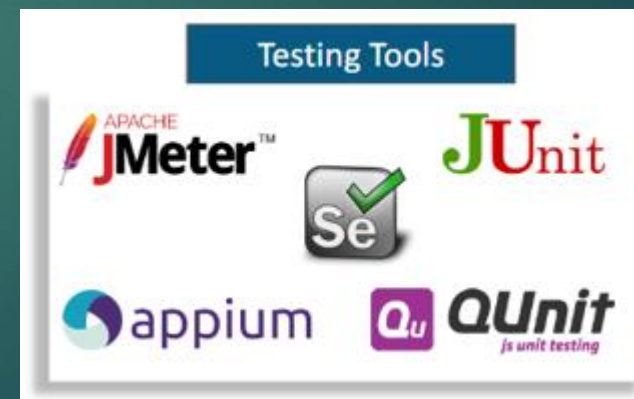 Testing Tools
APACHE
JMeter™
JUnit
Se
appium
Qu QUnit
js unit testing